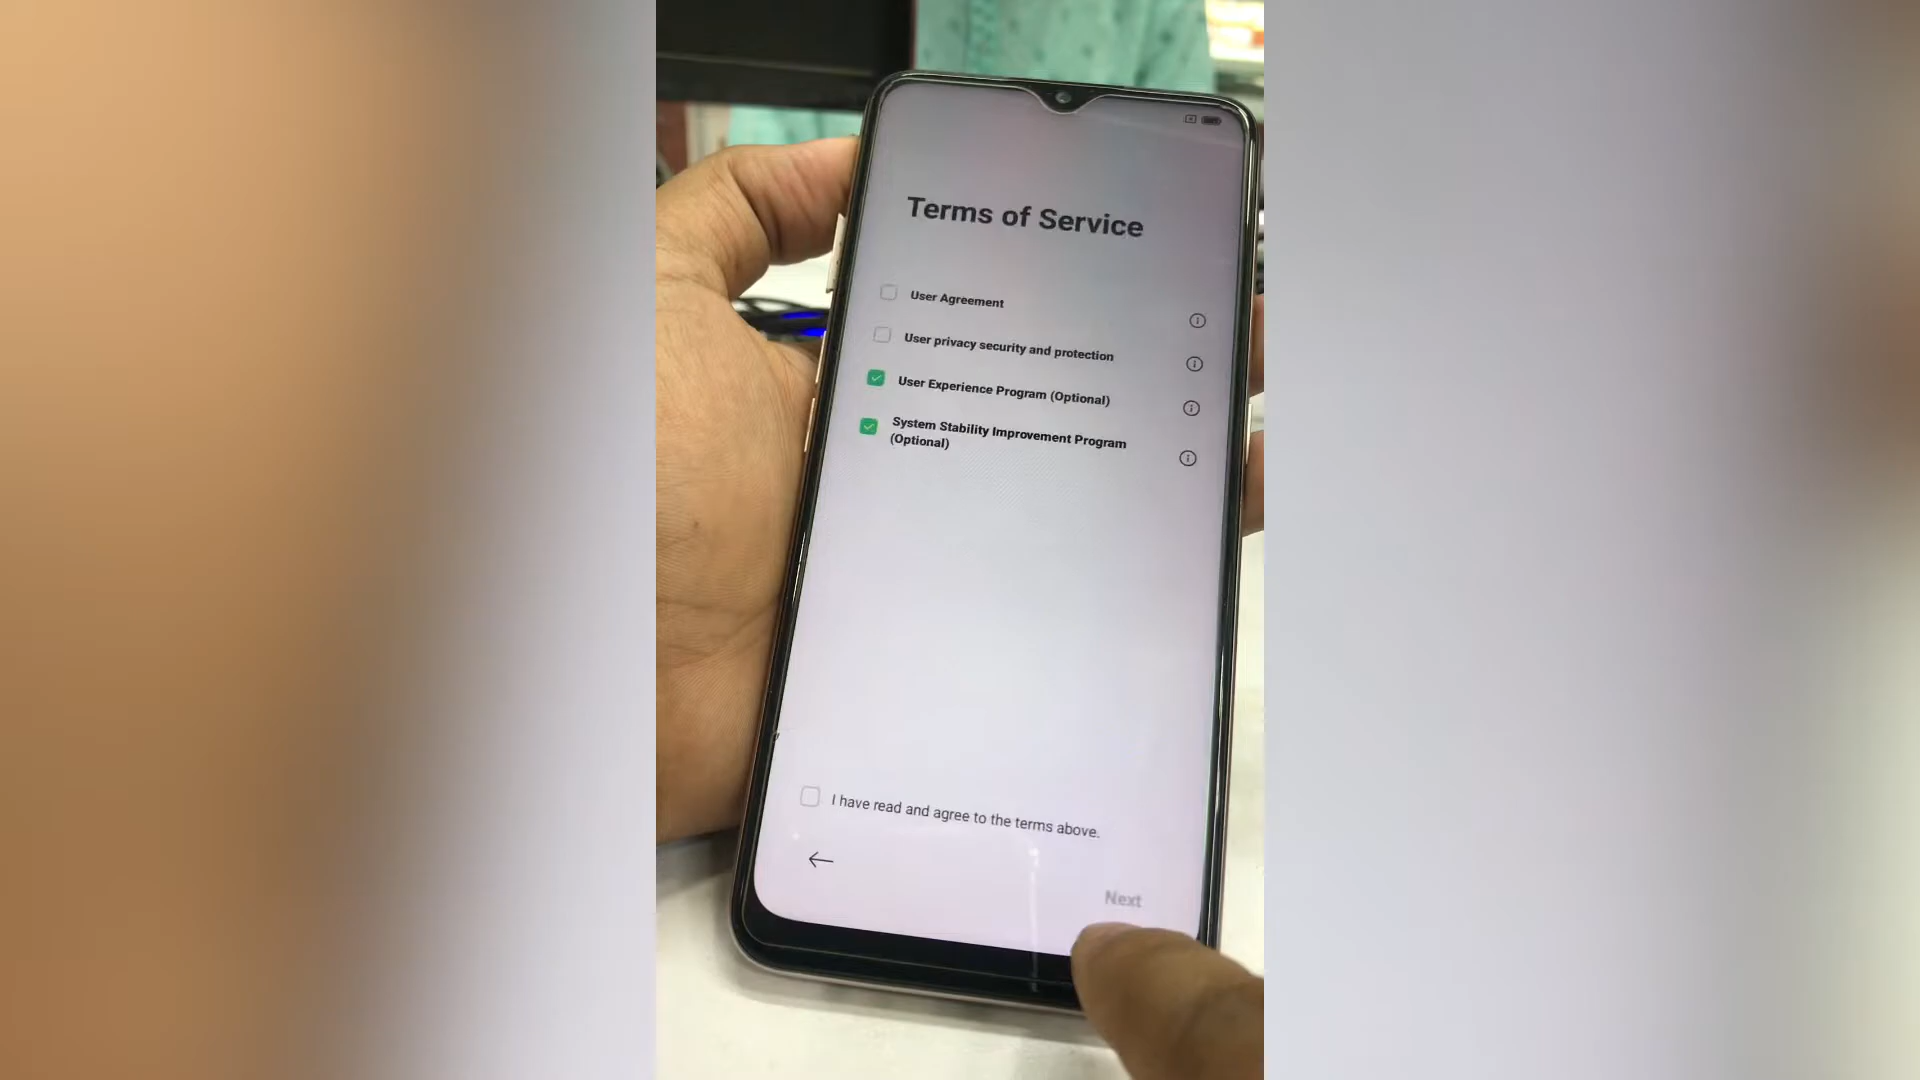 Terms of Service
User Agreement
User privacy security and protection
User Experience Program (Optional)
System Stability Improvement Program
(Optional)
I have read and agree to the terms above.
Next